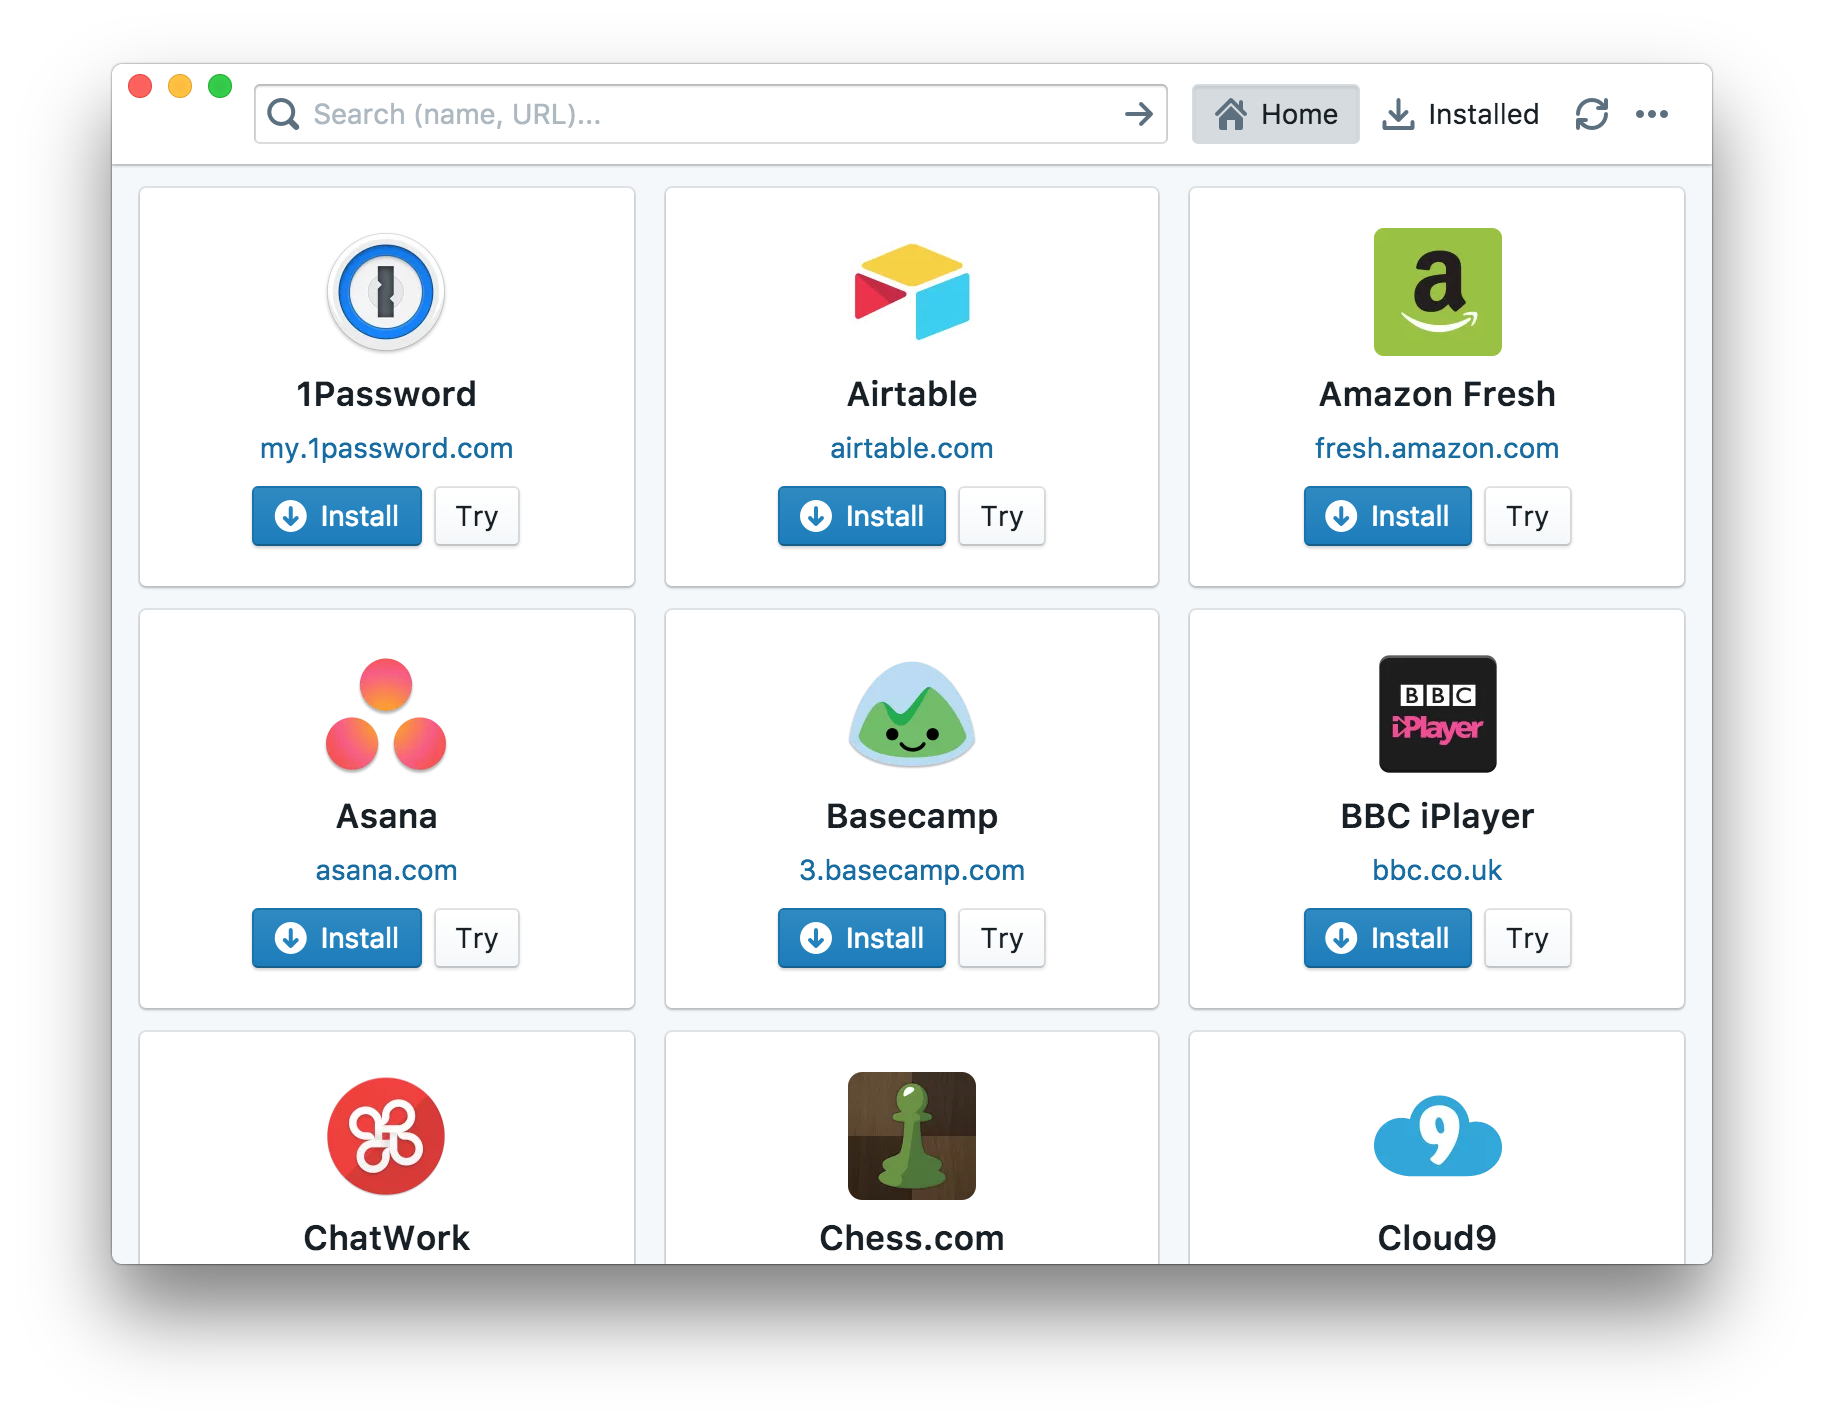 Search (name, URL)...
Home
Installed
1Password
my.1password.com
Install
Try
Airtable
airtable.com
Install
Try
a
Amazon Fresh
fresh.amazon.com
Install
Try
Asana
asana.com
Install
Try
Basecamp
3.basecamp.com
Install
Try
BBC
iPlayer
BBC iPlayer
bbc.co.uk
Install
Try
ChatWork
Chess.com
9
Cloud9